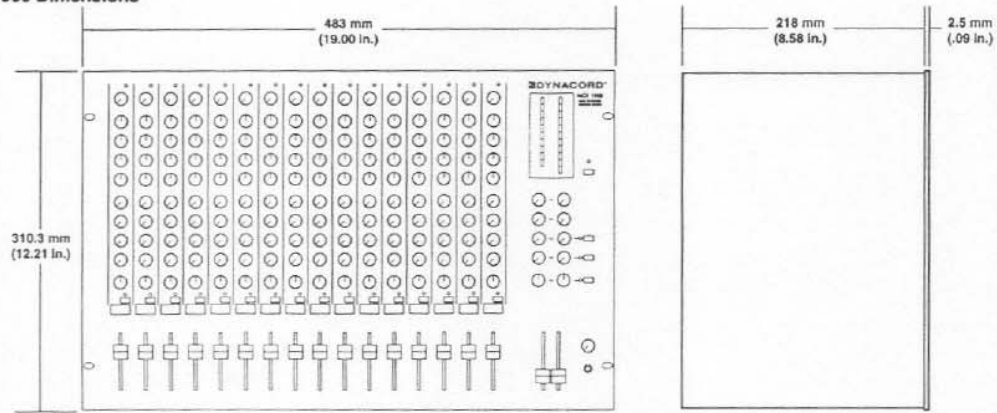 483 mm
(19.00 in.)
218 mm
(8.58 in.)
2.5 mm
(.09 in.)
DYNACORD
310.3 mm
(12.21 in.)